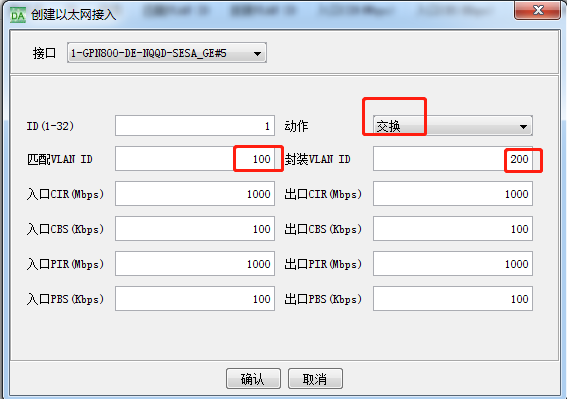 DA 创建以太网接入
接口 1-GPN800-DE-NQQD-SESA_GE#5
ID(1-32) 1 动作 交换
匹配VLAN ID 100 封装VLAN ID 200
入口CIR(Mbps) 1000 出口CIR(Mbps) 1000
入口CBS(Kbps) 100 出口CBS(Kbps) 100
入口PIR(Mbps) 1000 出口PIR(Mbps) 1000
入口PBS(Kbps) 100 出口PBS(Kbps) 100
确认 取消